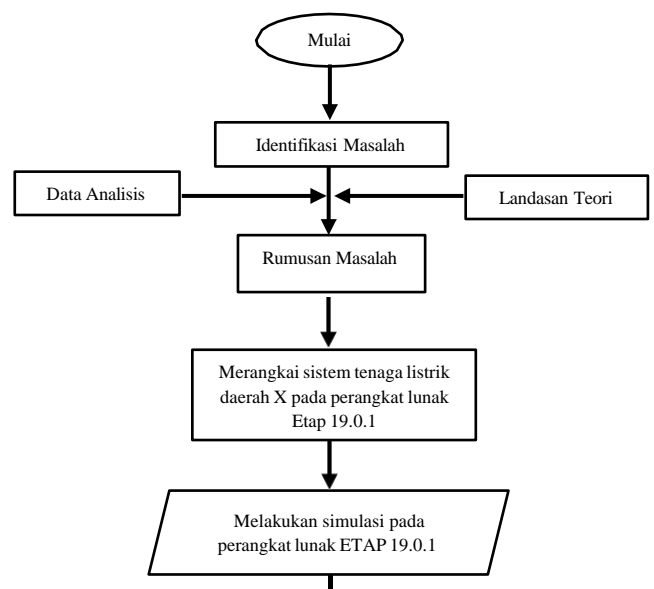 Mulai
Identifikasi Masalah
Data Analisis
Landasan Teori
Rumusan Masalah
Merangkai sistem tenaga listrik
daerah X pada perangkat lunak
Etap 19.0.1
Melakukan simulasi pada
perangkat lunak ETAP 19.0.1